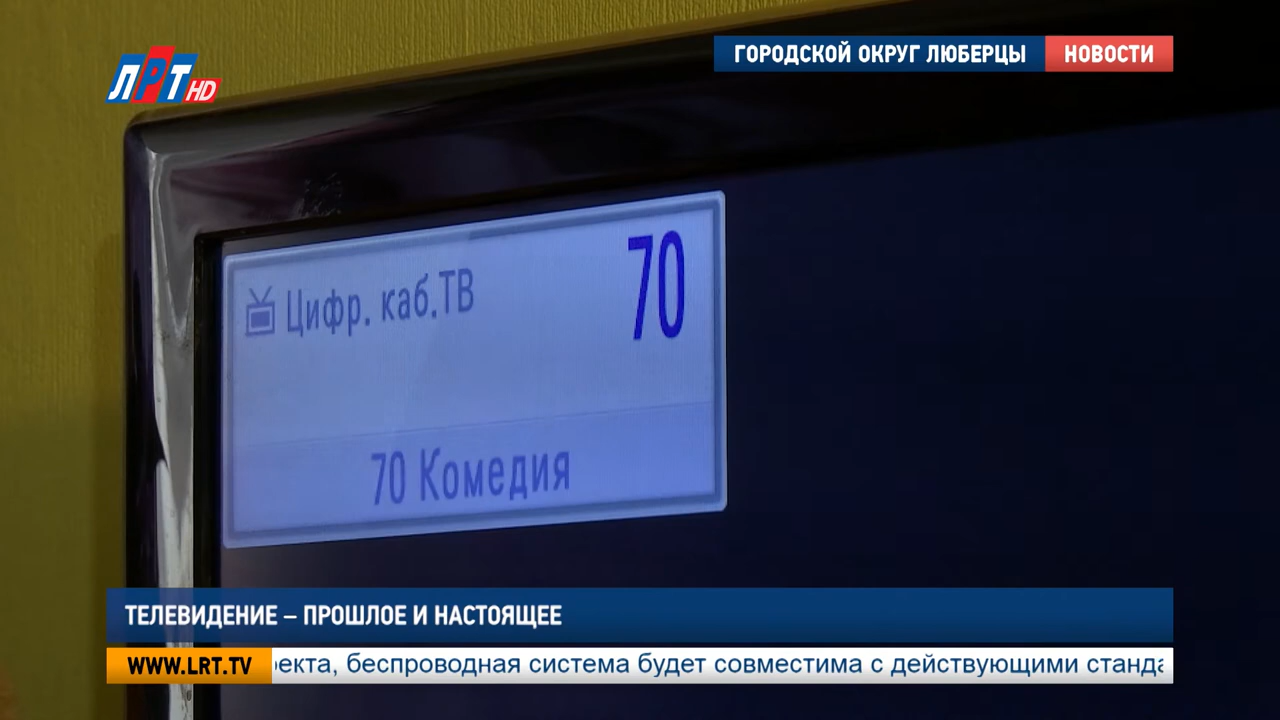 ЛРТ HD
ГОРОДСКОЙ ОКРУГ ЛЮБЕРЦЫ НОВОСТИ
Цифр. каб.ТВ 70
70 Комедия
ТЕЛЕВИДЕНИЕ – ПРОШЛОЕ И НАСТОЯЩЕЕ
WWW.LRT.TV беспроводная система будет совместима с действующими